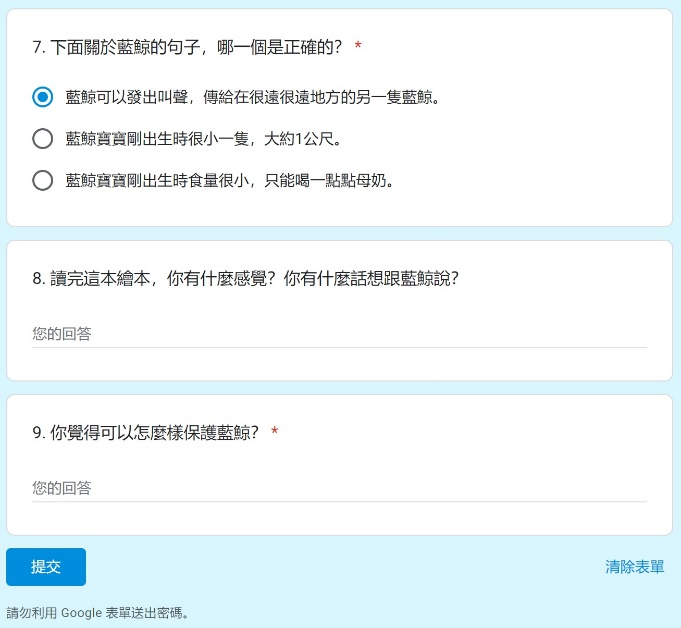 7. 下面關於藍鯨的句子，哪一個是正確的？ *
藍鯨可以發出叫聲，傳給在很遠很遠地方的另一隻藍鯨。
藍鯨寶寶剛出生時很小一隻，大約1公尺。
藍鯨寶寶剛出生時食量很小，只能喝一點點母奶。
8. 讀完這本繪本，你有什麼感覺？你有什麼話想跟藍鯨說？
您的回答
9. 你覺得可以怎麼樣保護藍鯨？ *
您的回答
提交
清除表單
請勿利用 Google 表單送出密碼。